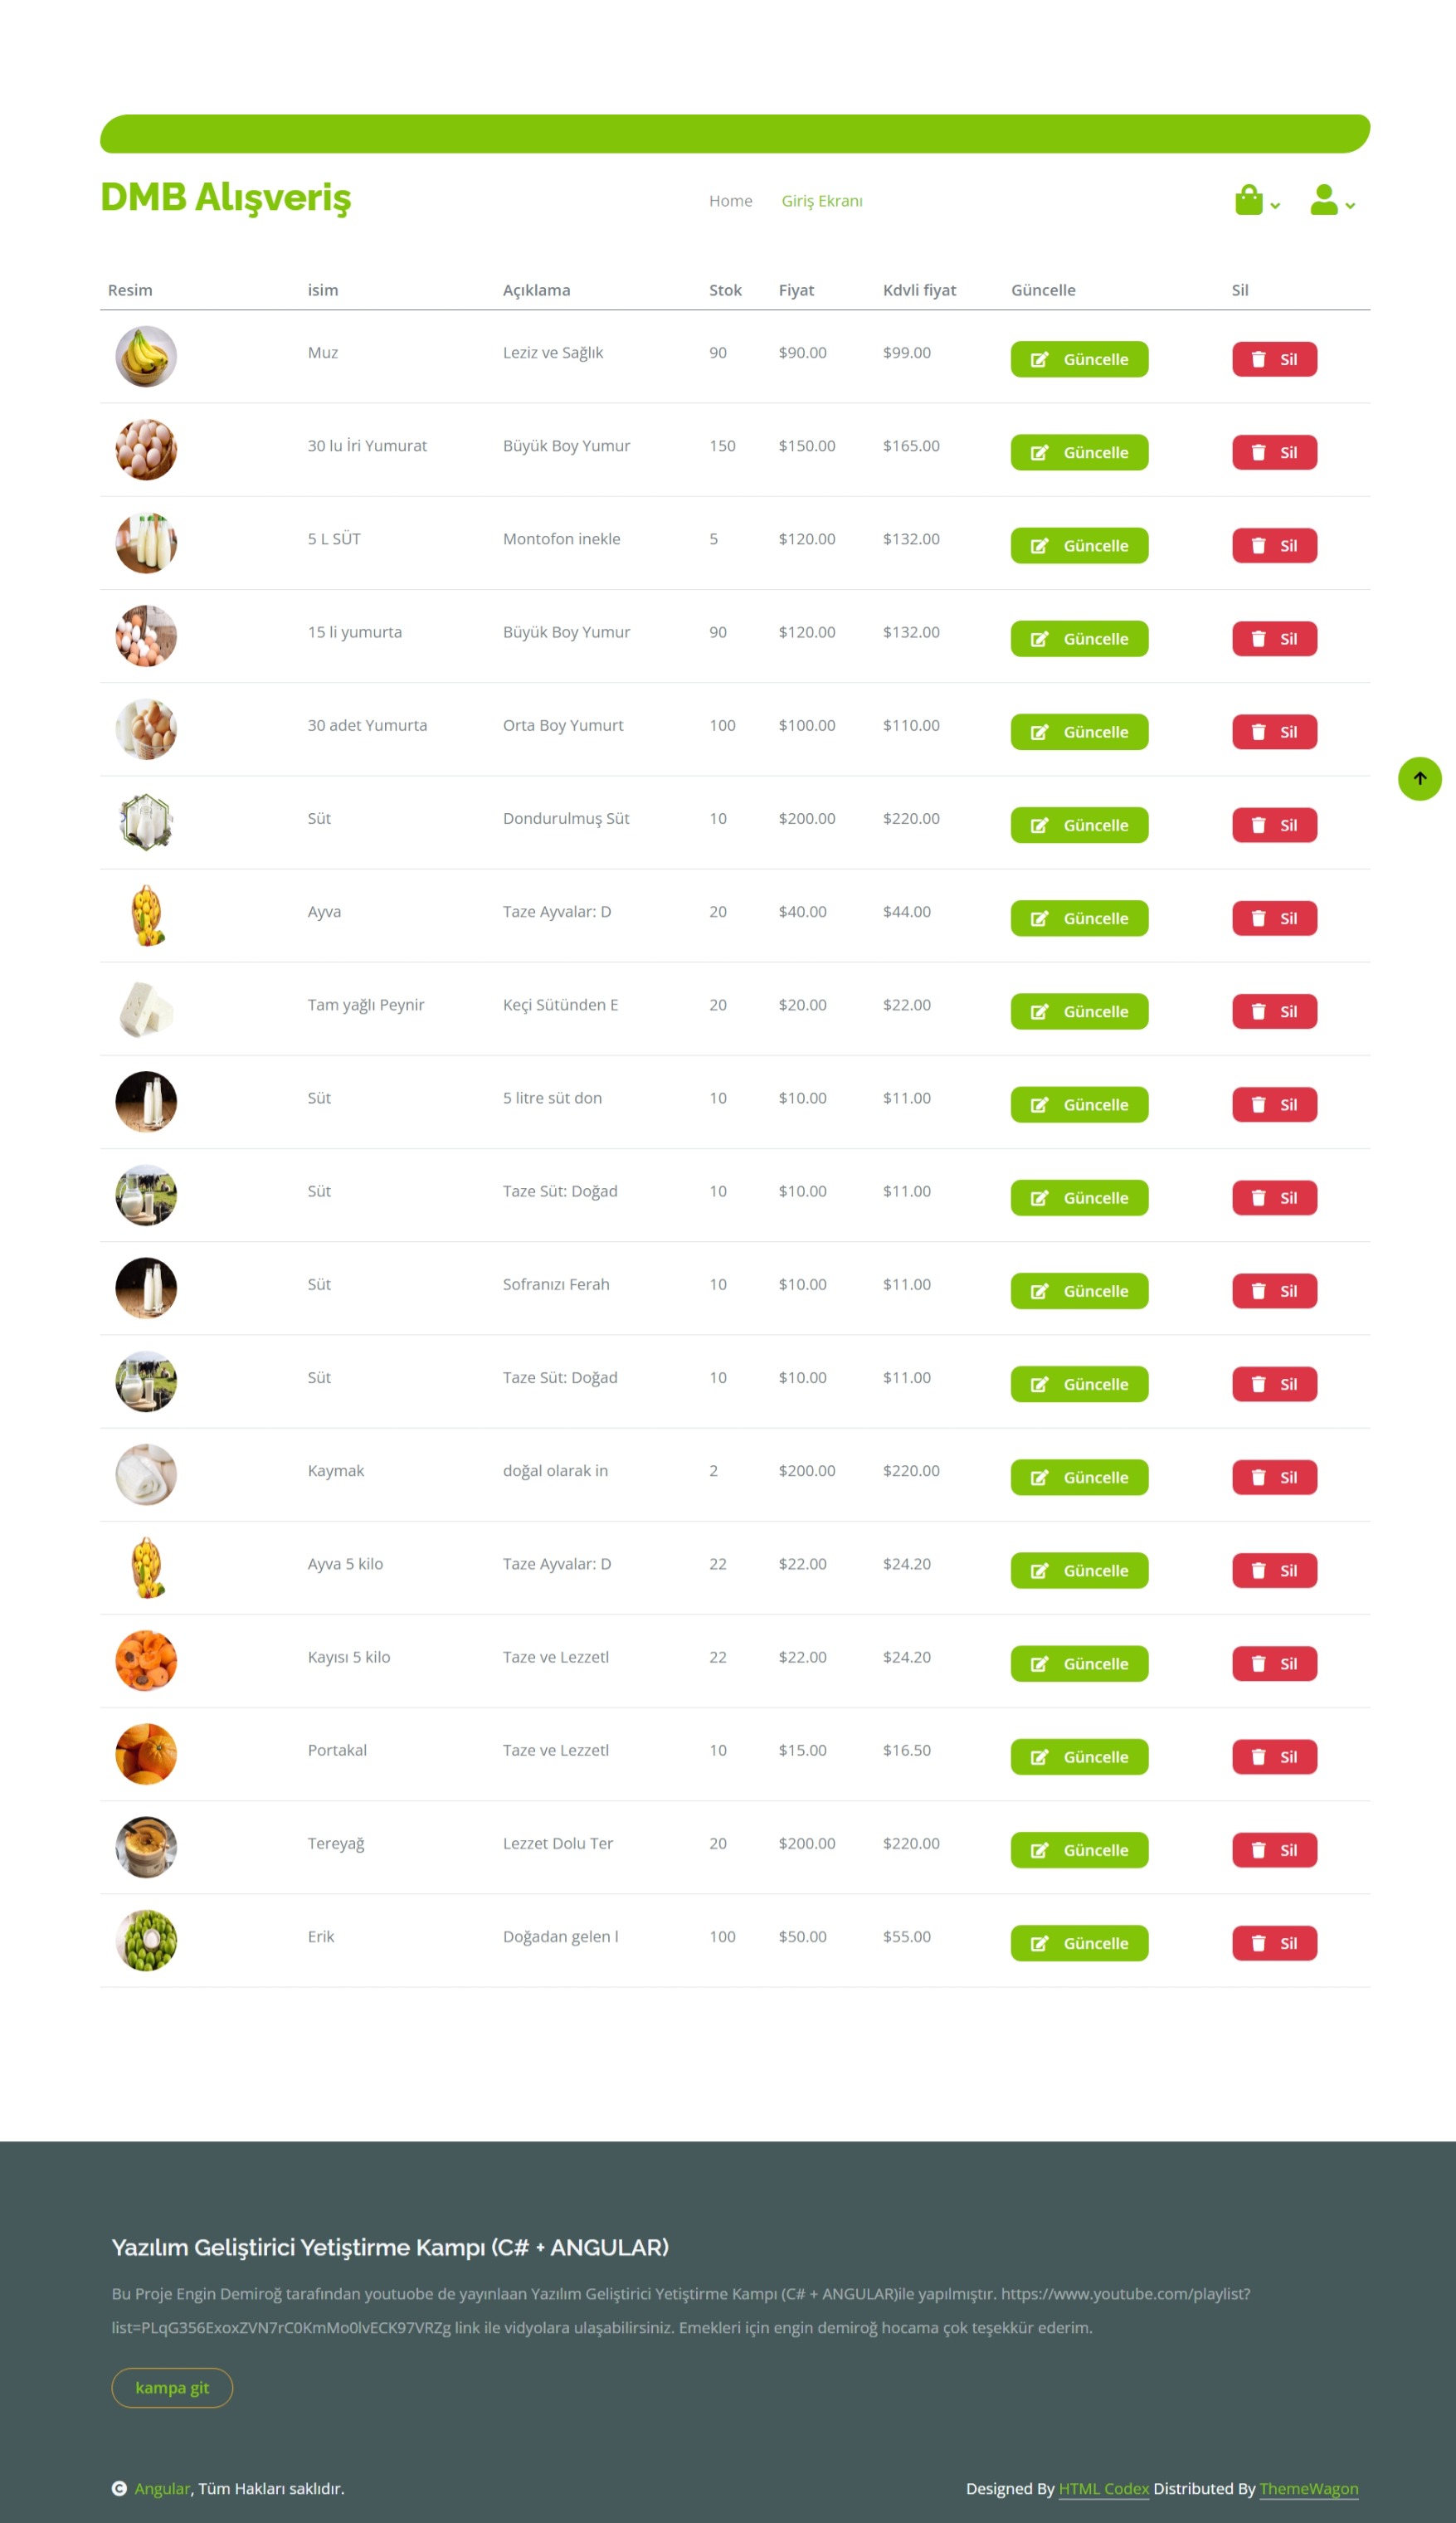 DMB Alışveriş
Home Giriş Ekranı
Resim isim Açıklama Stok Fiyat Kdvli fiyat Güncelle Sil
Muz Leziz ve Sağlık 90 $90.00 $99.00 Güncelle Sil
30 lu İri Yumurat Büyük Boy Yumur 150 $150.00 $165.00 Güncelle Sil
5 L SÜT Montofon inekle 5 $120.00 $132.00 Güncelle Sil
15 li yumurta Büyük Boy Yumur 90 $120.00 $132.00 Güncelle Sil
30 adet Yumurta Orta Boy Yumurt 100 $100.00 $110.00 Güncelle Sil
Süt Dondurulmuş Süt 10 $200.00 $220.00 Güncelle Sil
Ayva Taze Ayvalar: D 20 $40.00 $44.00 Güncelle Sil
Tam yağlı Peynir Keçi Sütünden E 20 $20.00 $22.00 Güncelle Sil
Süt 5 litre süt don 10 $10.00 $11.00 Güncelle Sil
Süt Taze Süt: Doğad 10 $10.00 $11.00 Güncelle Sil
Süt Sofranızı Ferah 10 $10.00 $11.00 Güncelle Sil
Süt Taze Süt: Doğad 10 $10.00 $11.00 Güncelle Sil
Kaymak doğal olarak in 2 $200.00 $220.00 Güncelle Sil
Ayva 5 kilo Taze Ayvalar: D 22 $22.00 $24.20 Güncelle Sil
Kayısı 5 kilo Taze ve Lezzetl 22 $22.00 $24.20 Güncelle Sil
Portakal Taze ve Lezzetl 10 $15.00 $16.50 Güncelle Sil
Tereyağ Lezzet Dolu Ter 20 $200.00 $220.00 Güncelle Sil
Erik Doğadan gelen l 100 $50.00 $55.00 Güncelle Sil
Yazılım Geliştirici Yetiştirme Kampı (C# + ANGULAR)
Bu Proje Engin Demiroğ tarafından youtuobe de yayınlaan Yazılım Geliştirici Yetiştirme Kampı (C# + ANGULAR)ile yapılmıştır. https://www.youtube.com/playlist?
list=PLqG356ExoxZVN7rC0KmMo0lvECK97VRZg link ile vidyolara ulaşabilirsiniz. Emekleri için engin demiroğ hocama çok teşekkür ederim.
kampa git
Angular, Tüm Hakları saklıdır. Designed By HTML Codex Distributed By ThemeWagon